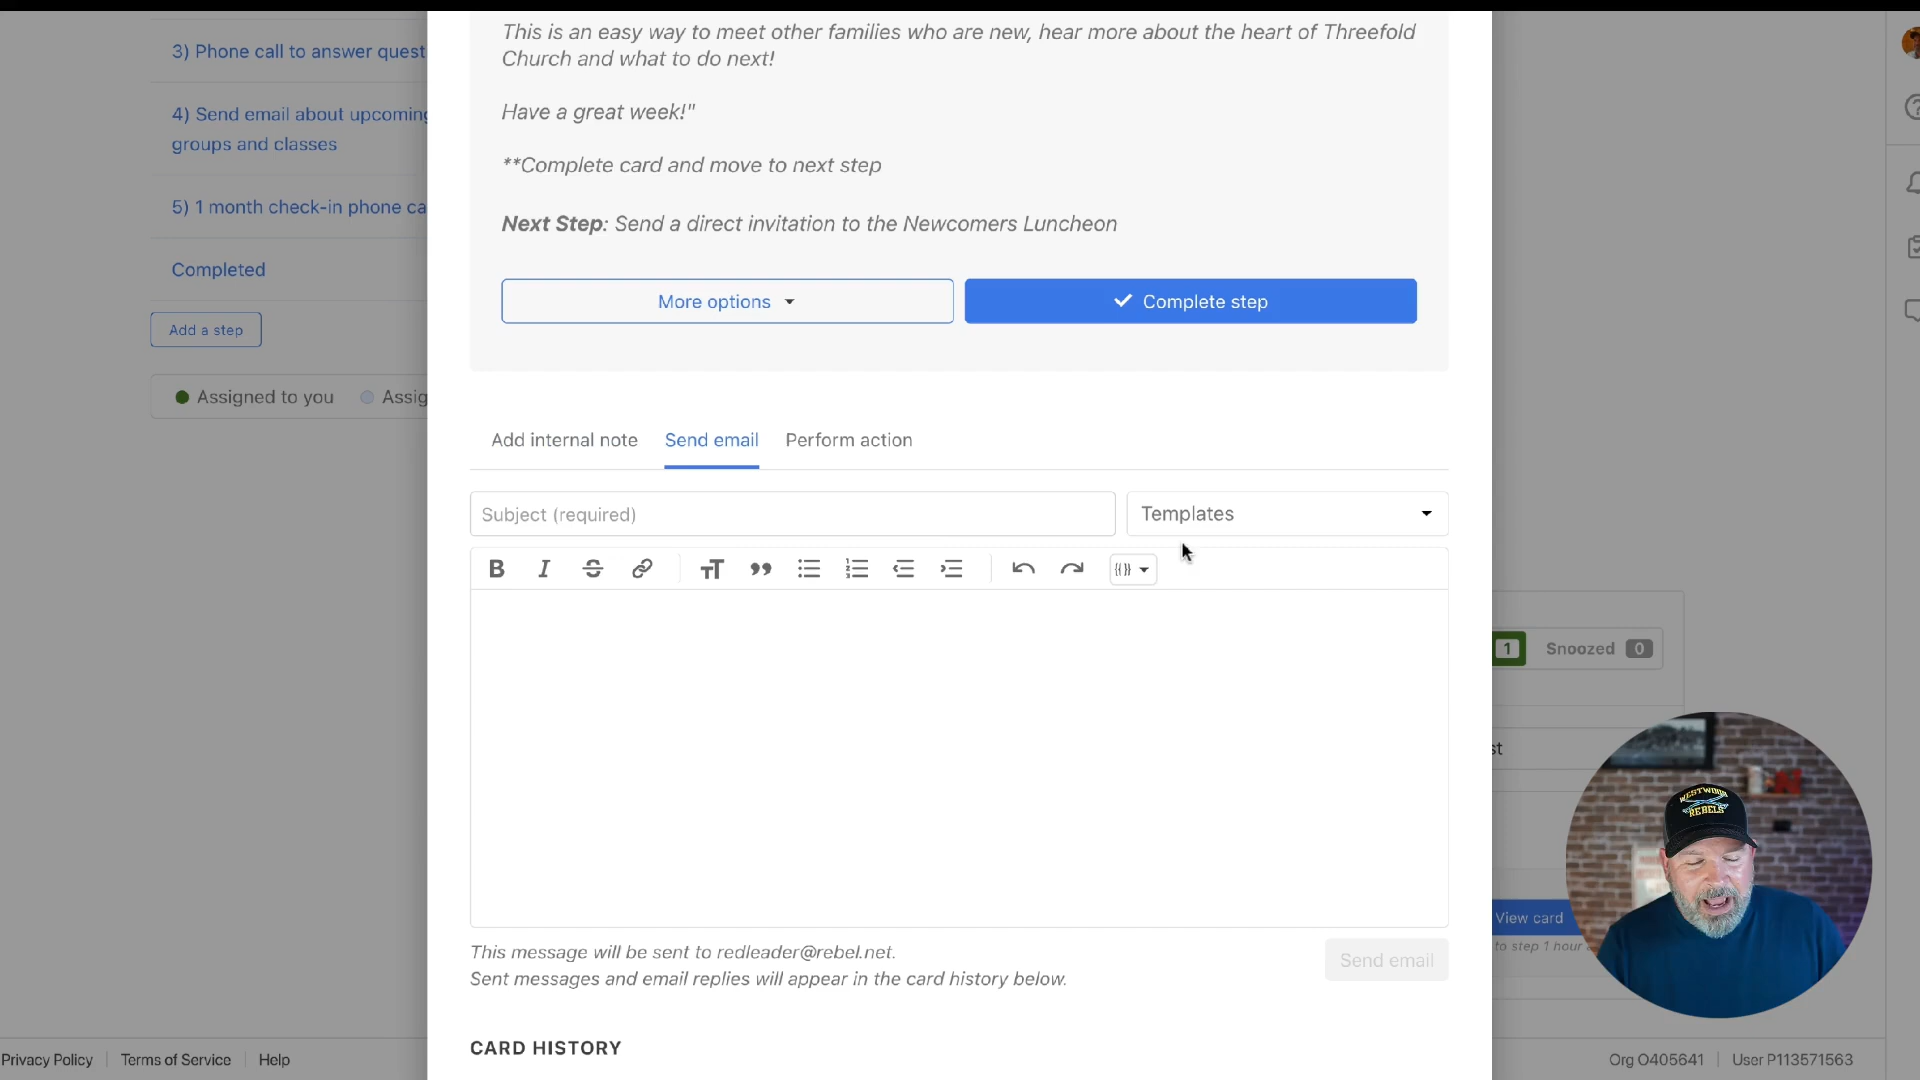 3) Phone call to answer quest
4) Send email about upcoming
groups and classes
5) 1 month check-in phone ca
Completed
Add a step
Assigned to you
Assig
This is an easy way to meet other families who are new, hear more about the heart of Threefold
Church and what to do next!
Have a great week!"
**Complete card and move to next step
Next Step: Send a direct invitation to the Newcomers Luncheon
More options
Complete step
Add internal note
Send email
Perform action
Subject (required)
Templates
This message will be sent to redleader@rebel.net.
Sent messages and email replies will appear in the card history below.
Send email
CARD HISTORY
1
Snoozed 0
st
View card
to step 1 hour
WESTWOOD
REBELS
Privacy Policy
Terms of Service
Help
Org O405641
User P113571563